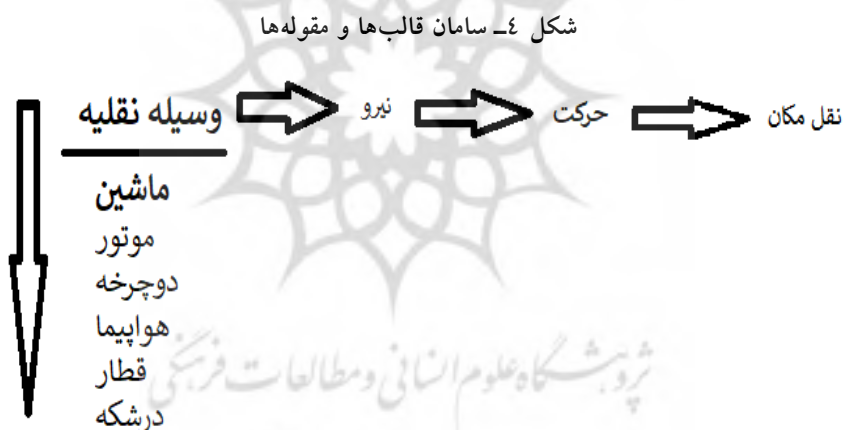 شکل ٤ـ سامان قالب‌ها و مقوله‌ها
وسیله نقلیه
نیرو
حرکت
نقل مکان
ماشین
موتور
دوچرخه
هواپیما
قطار
درشکه
پژوهشگاه علوم انسانی و مطالعات فرهنگی